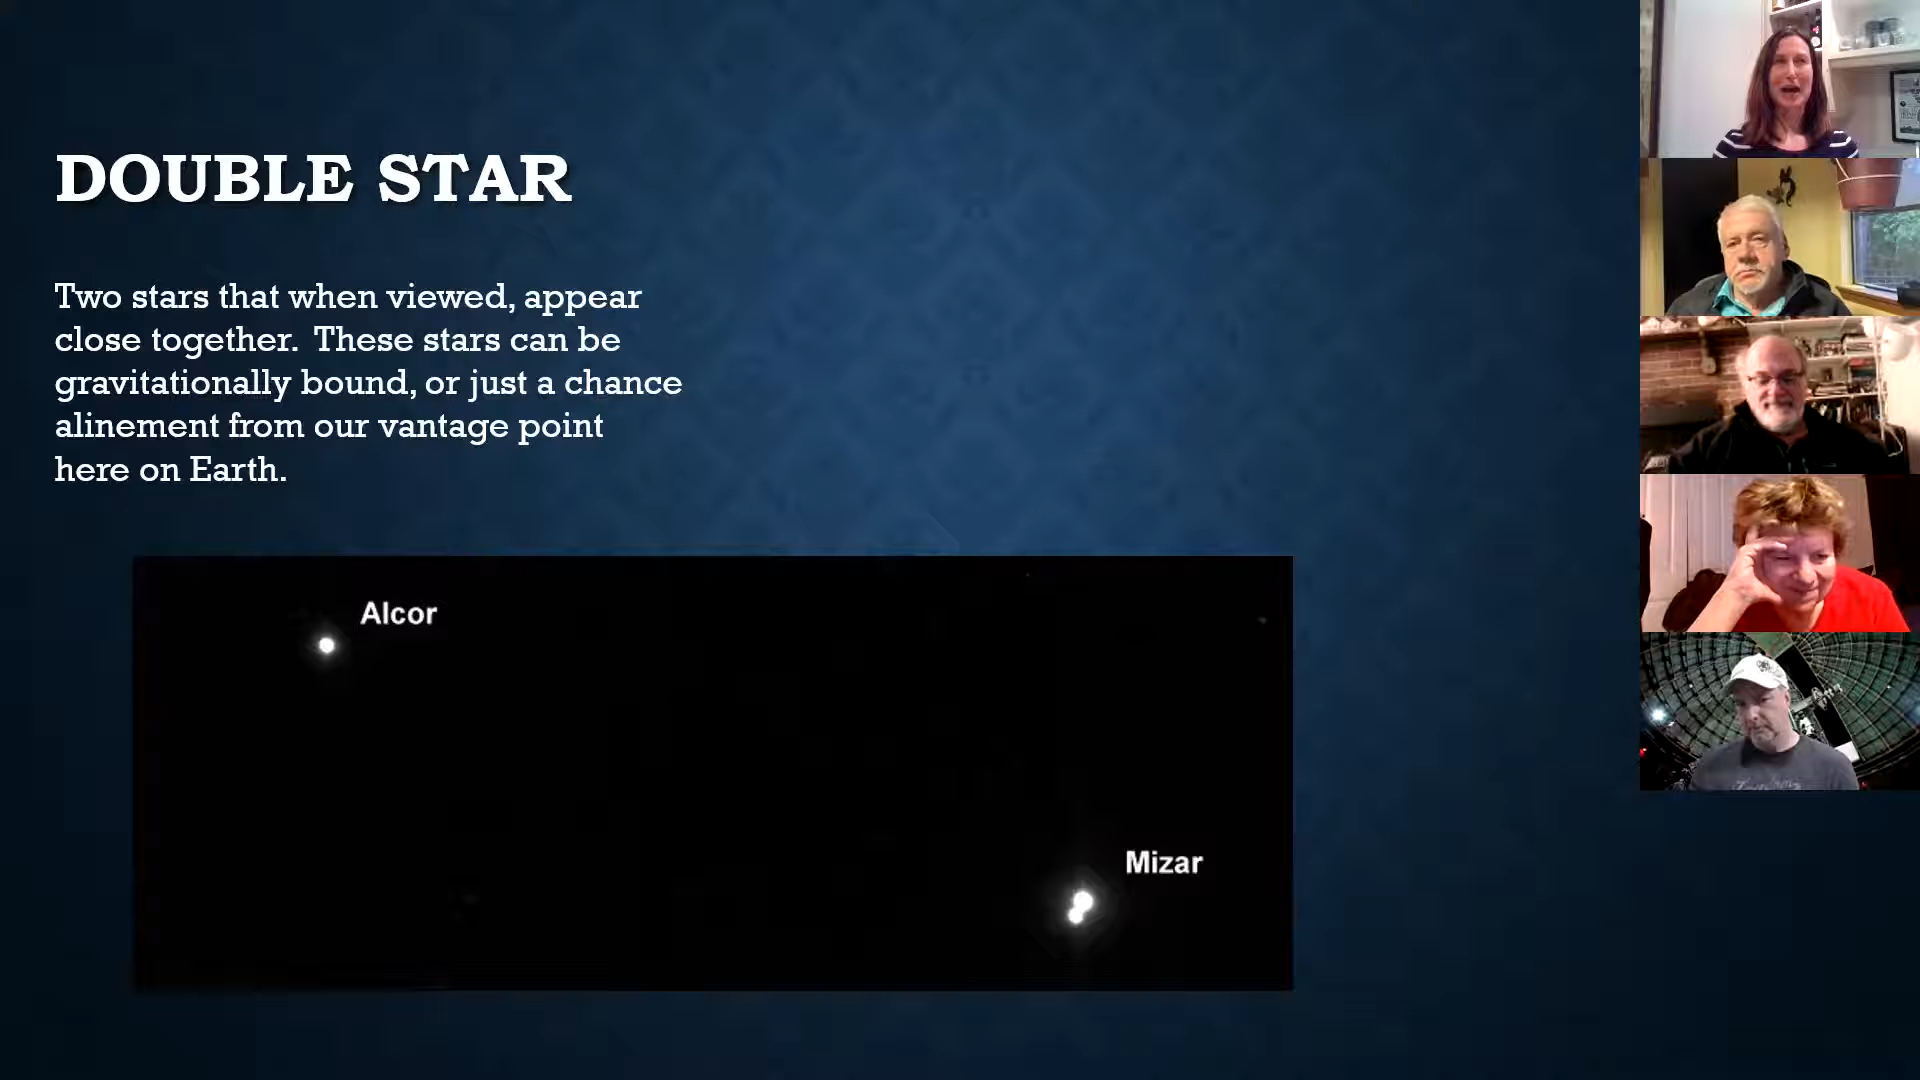 DOUBLE STAR
Two stars that when viewed, appear
close together.  These stars can be
gravitationally bound, or just a chance
alinement from our vantage point
here on Earth.
Alcor
Mizar